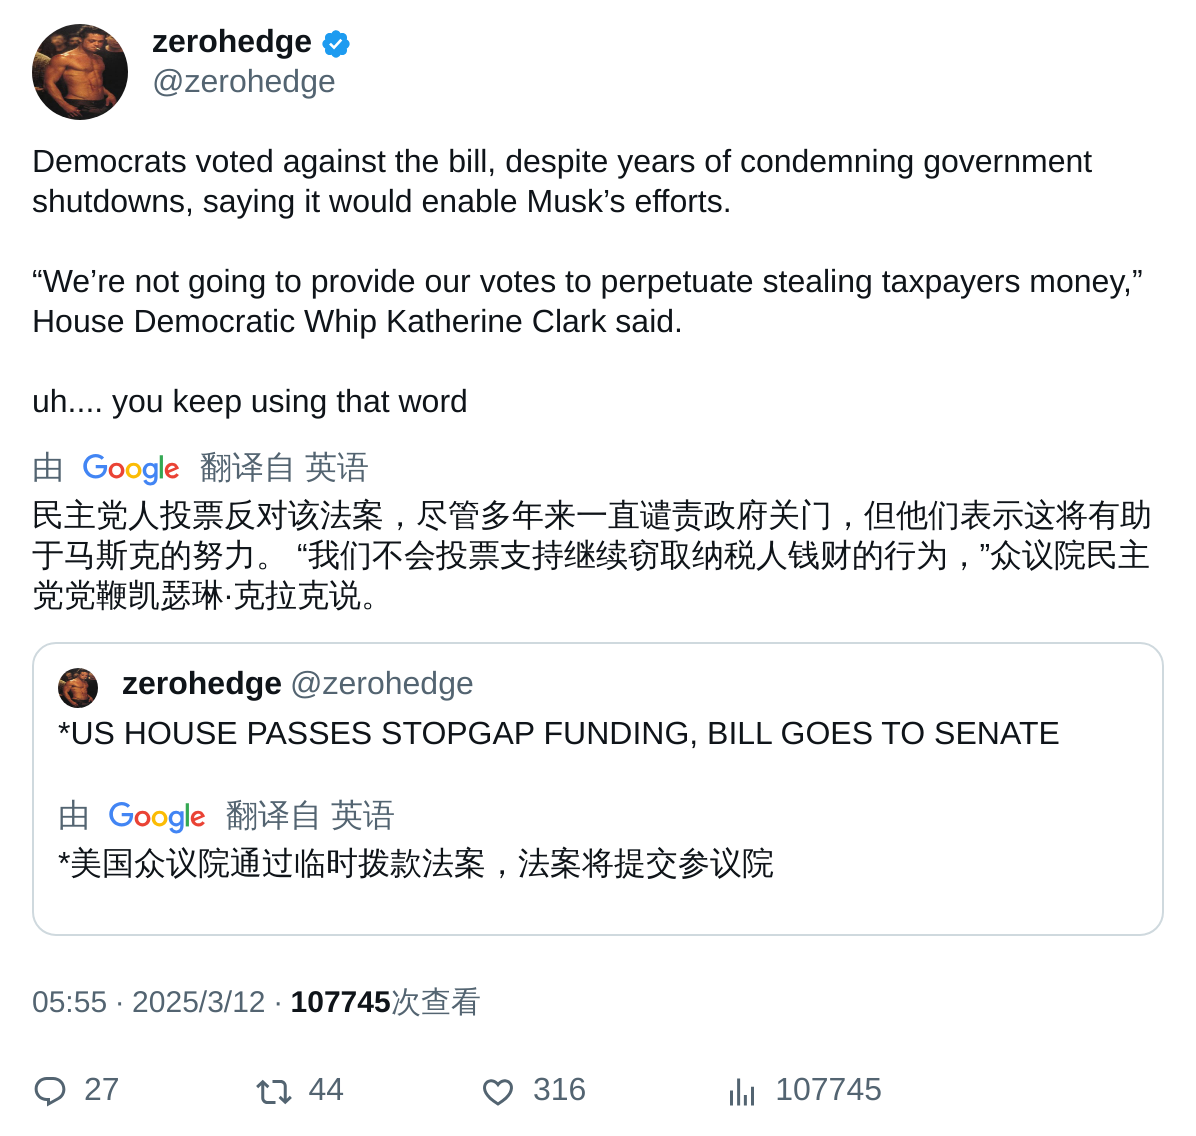 zerohedge
@zerohedge
Democrats voted against the bill, despite years of condemning government
shutdowns, saying it would enable Musk’s efforts.
“We’re not going to provide our votes to perpetuate stealing taxpayers money,”
House Democratic Whip Katherine Clark said.
uh.... you keep using that word
由 Google 翻译自 英语
民主党人投票反对该法案，尽管多年来一直谴责政府关门，但他们表示这将有助
于马斯克的努力。 “我们不会投票支持继续窃取纳税人钱财的行为，”众议院民主
党党鞭凯瑟琳·克拉克说。
zerohedge @zerohedge
*US HOUSE PASSES STOPGAP FUNDING, BILL GOES TO SENATE
由 Google 翻译自 英语
*美国众议院通过临时拨款法案，法案将提交参议院
05:55 · 2025/3/12 · 107745次查看
27 44 316 107745